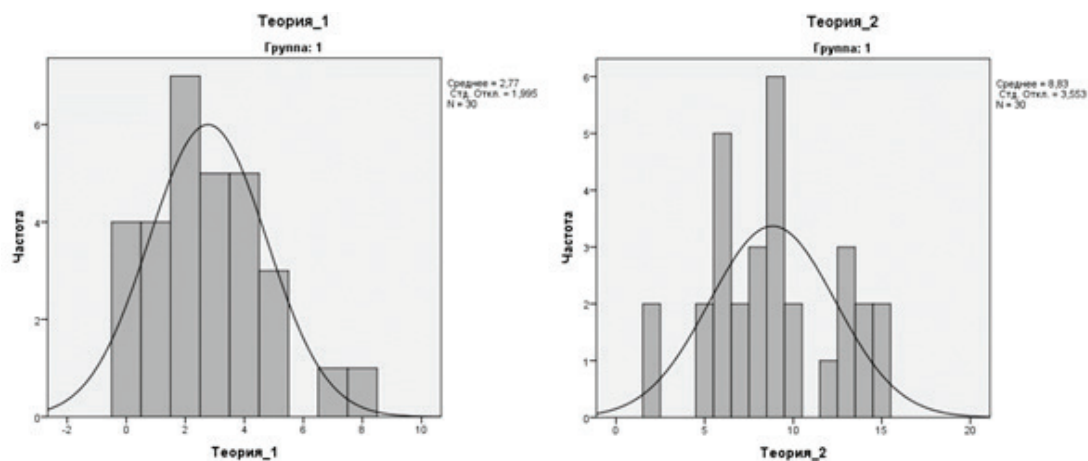 Теория_1
Группа: 1
Среднее = 2,77
Стд. Откл. = 1,995
N = 30
Частота
6
4
2
0
-2 0 2 4 6 8 10
Теория_1
Теория_2
Группа: 1
Среднее = 8,83
Стд. Откл. = 3,553
N = 30
Частота
6
5
4
3
2
1
0
0 5 10 15 20
Теория_2